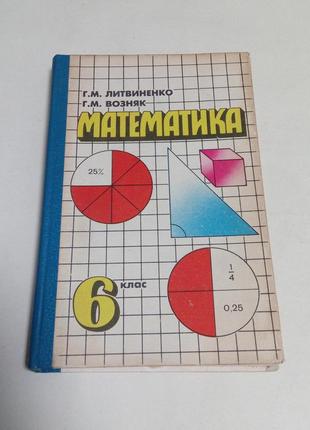 Г.М. ЛИТВИНЕНКО
Г.М. ВОЗНЯК
МАТЕМАТИКА
25%
1/4
0,25
6 клас